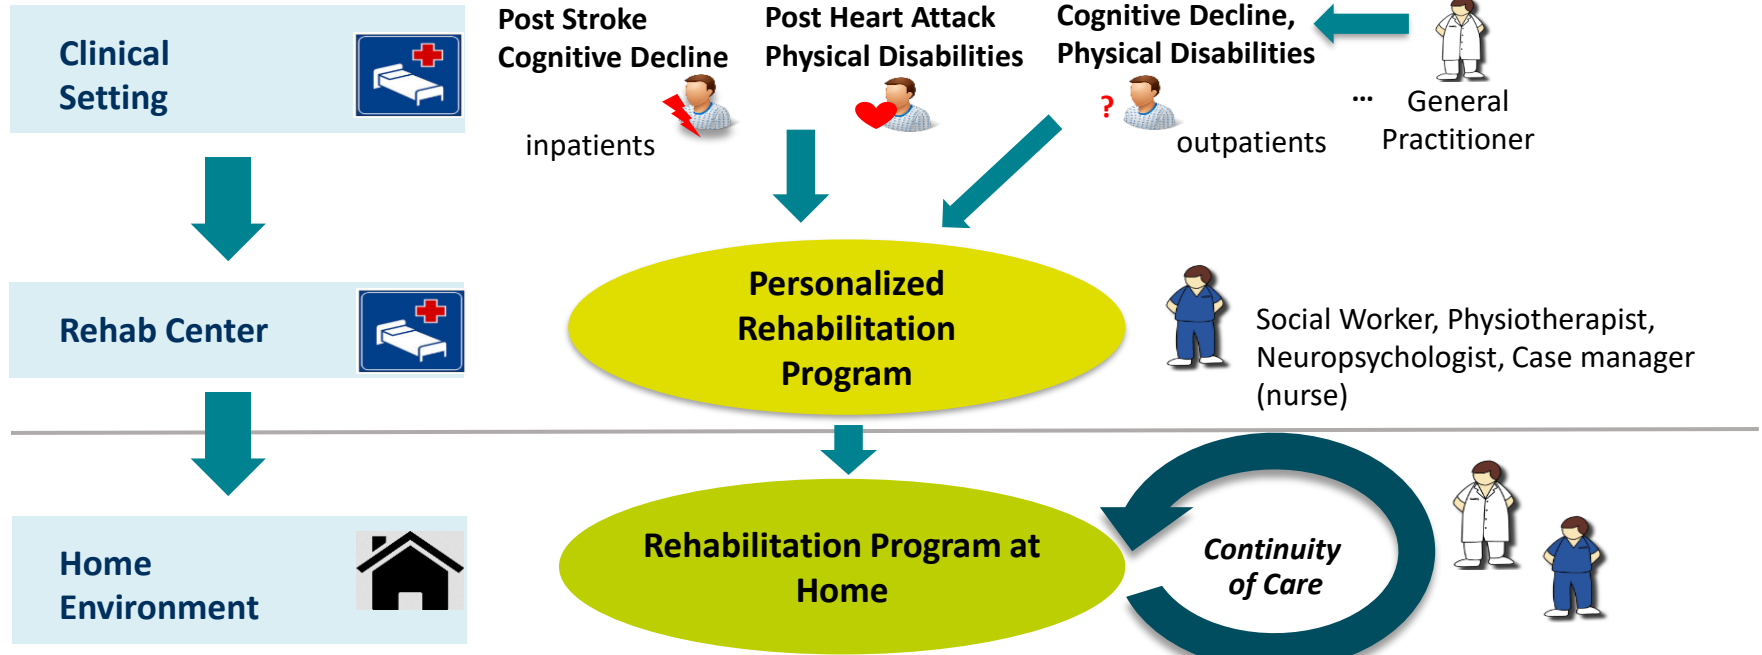 Clinical
Setting
Post Stroke
Cognitive Decline
Post Heart Attack
Physical Disabilities
Cognitive Decline,
Physical Disabilities
inpatients
?
outpatients
...
General
Practitioner
Rehab Center
Personalized
Rehabilitation
Program
Social Worker, Physiotherapist,
Neuropsychologist, Case manager
(nurse)
Home
Environment
Rehabilitation Program at
Home
Continuity
of Care